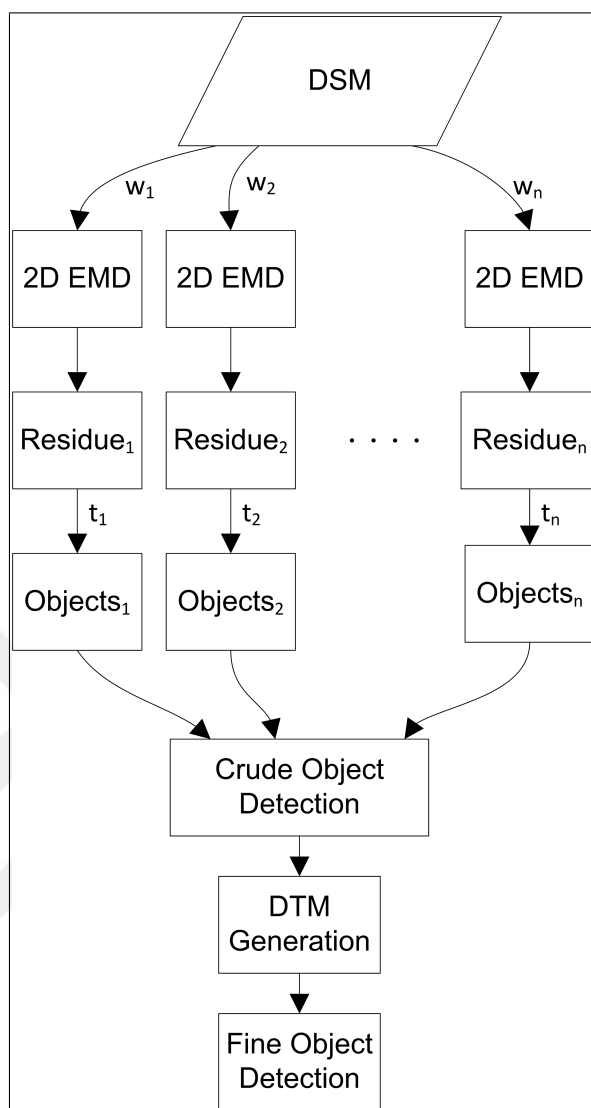 DSM
w₁ w₂ wₙ
2D EMD 2D EMD 2D EMD
Residue₁ Residue₂ . . . . Residueₙ
t₁ t₂ tₙ
Objects₁ Objects₂ Objectsₙ
Crude Object
Detection
DTM
Generation
Fine Object
Detection